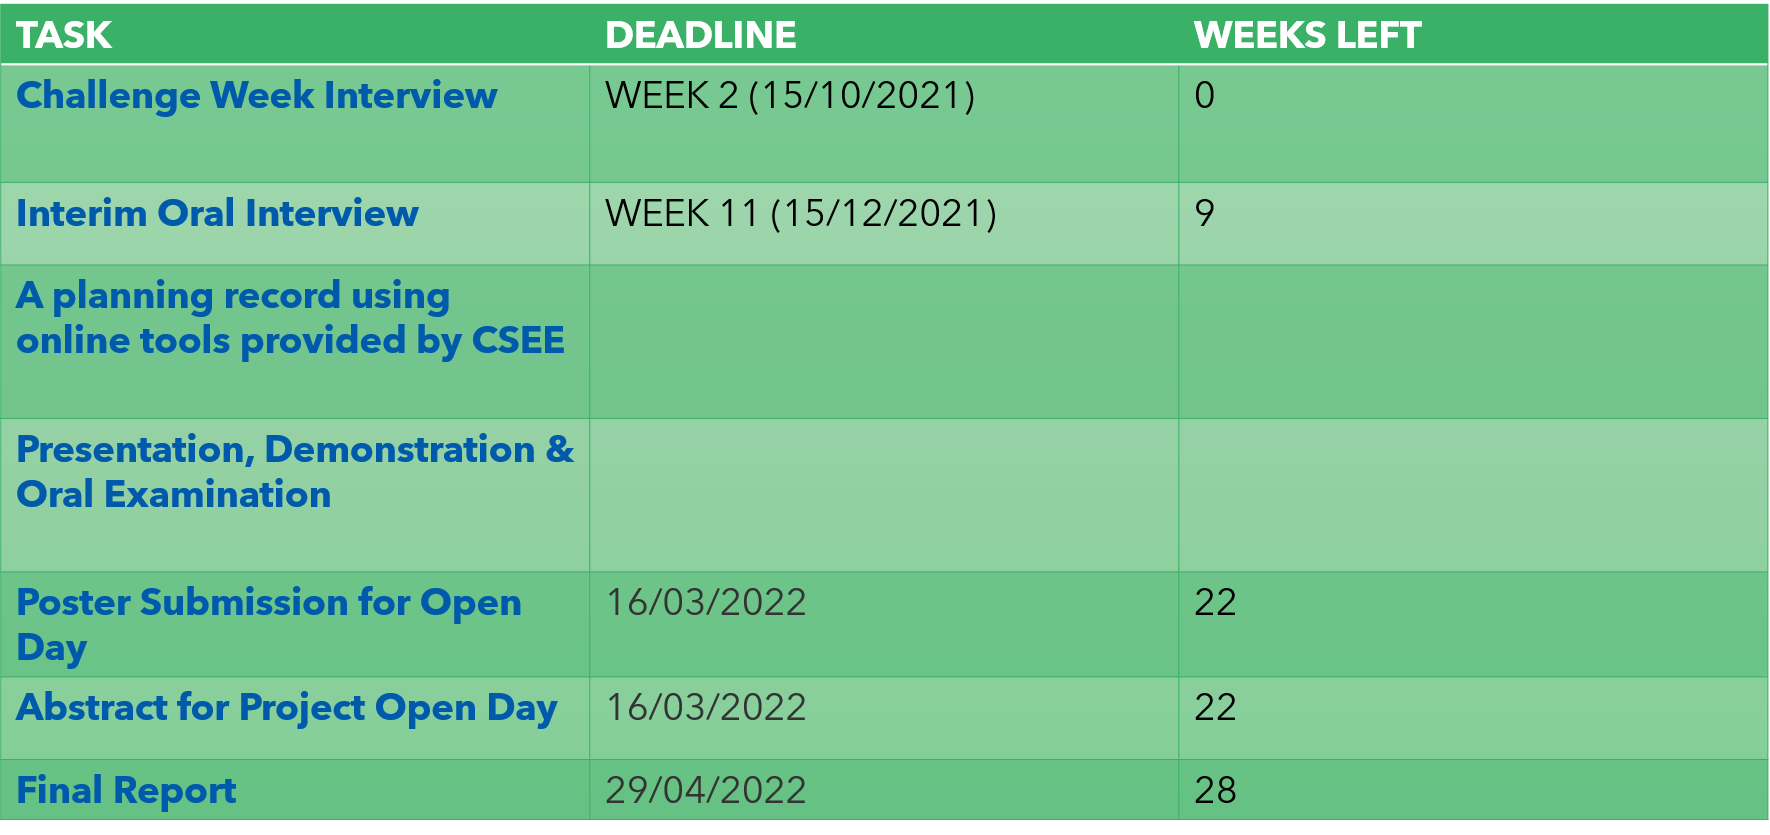 TASK DEADLINE WEEKS LEFT
Challenge Week Interview WEEK 2 (15/10/2021) 0
Interim Oral Interview WEEK 11 (15/12/2021) 9
A planning record using
online tools provided by CSEE
Presentation, Demonstration &
Oral Examination
Poster Submission for Open 16/03/2022 22
Day
Abstract for Project Open Day 16/03/2022 22
Final Report 29/04/2022 28